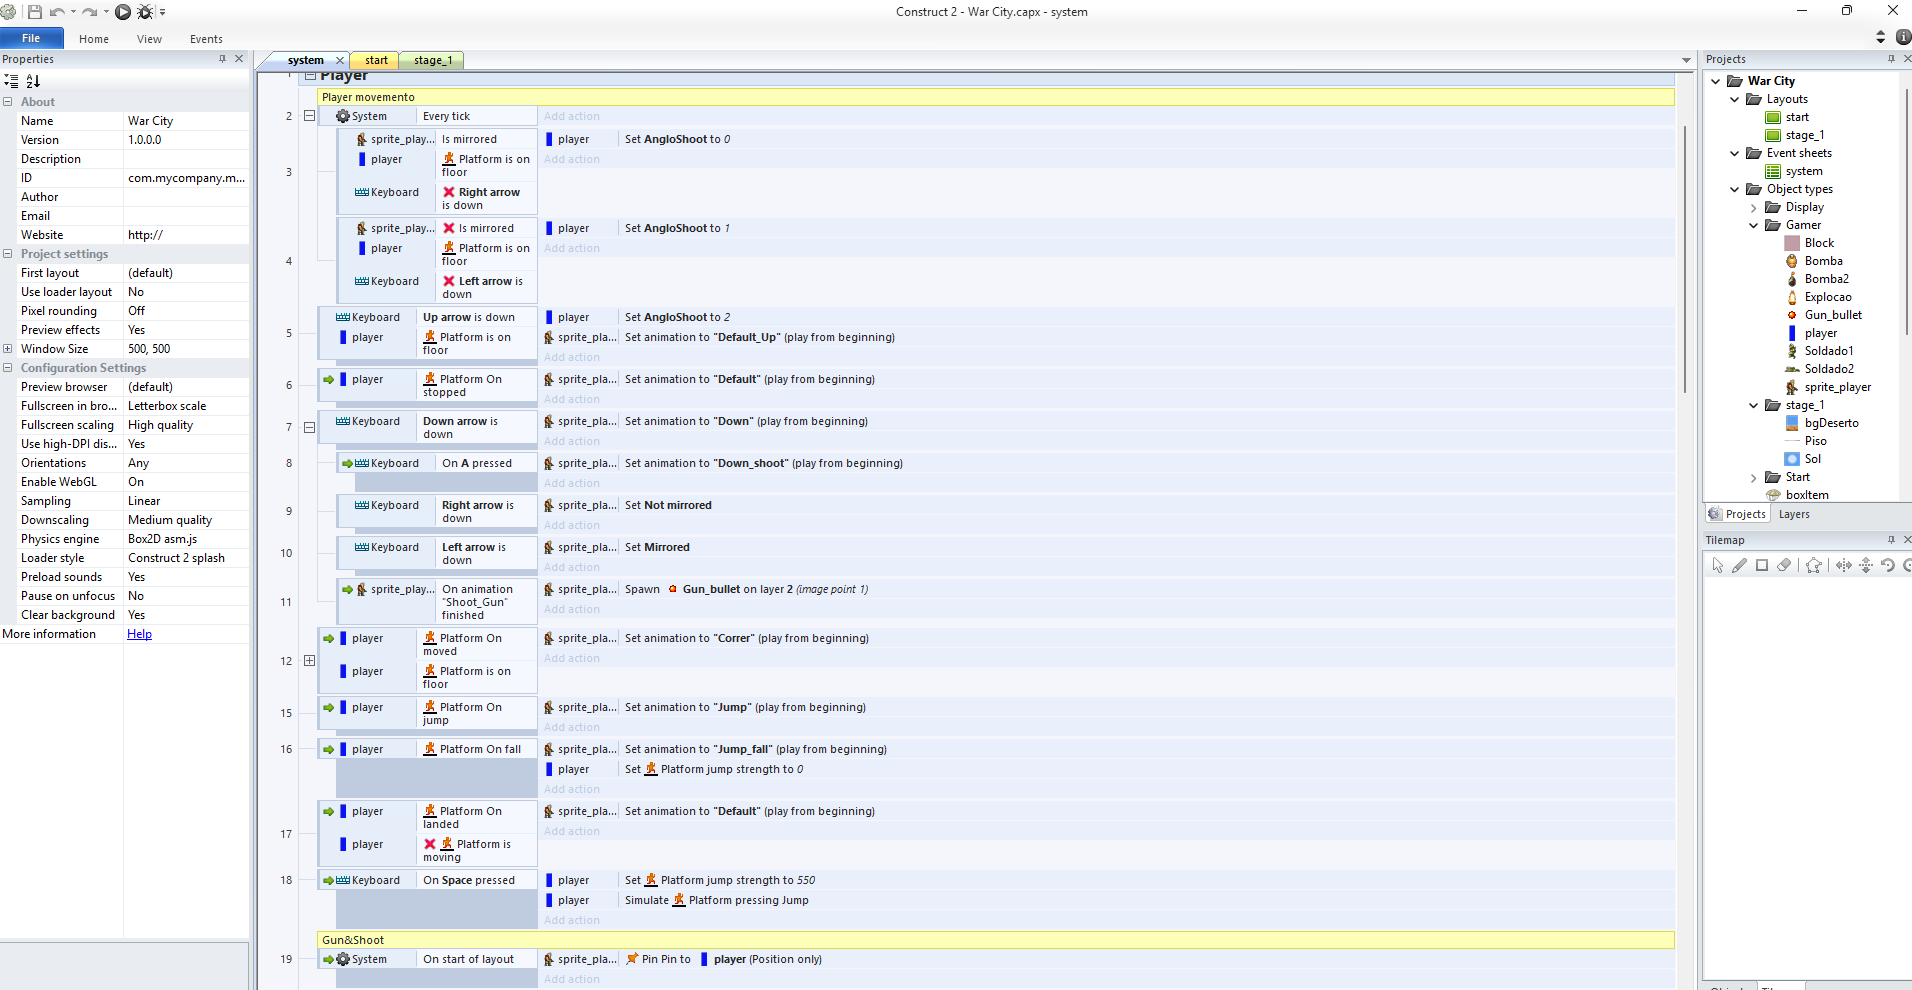 Construct 2 - War City.capx - system
File Home View Events
Properties
About
Name War City
Version 1.0.0.0
Description
ID com.mycompany.m...
Author
Email
Website http://
Project settings
First layout (default)
Use loader layout No
Pixel rounding Off
Preview effects Yes
Window Size 500, 500
Configuration Settings
Preview browser (default)
Fullscreen in bro... Letterbox scale
Fullscreen scaling High quality
Use high-DPI dis... Yes
Orientations Any
Enable WebGL On
Sampling Linear
Downscaling Medium quality
Physics engine Box2D asm.js
Loader style Construct 2 splash
Preload sounds Yes
Pause on unfocus No
Clear background Yes
More information Help
system start stage_1
1 Player
Player movemento
2 System Every tick Add action
3 sprite_play... Is mirrored player Set AngloShoot to 0
player Platform is on floor Add action
Keyboard Right arrow is down
4 sprite_play... Is mirrored player Set AngloShoot to 1
player Platform is on floor Add action
Keyboard Left arrow is down
5 Keyboard Up arrow is down player Set AngloShoot to 2
player Platform is on floor sprite_pla... Set animation to "Default_Up" (play from beginning)
Add action
6 player Platform On stopped sprite_pla... Set animation to "Default" (play from beginning)
Add action
7 Keyboard Down arrow is down sprite_pla... Set animation to "Down" (play from beginning)
Add action
8 Keyboard On A pressed sprite_pla... Set animation to "Down_shoot" (play from beginning)
Add action
9 Keyboard Right arrow is down sprite_pla... Set Not mirrored
Add action
10 Keyboard Left arrow is down sprite_pla... Set Mirrored
Add action
11 sprite_play... On animation "Shoot_Gun" finished sprite_pla... Spawn Gun_bullet on layer 2 (image point 1)
Add action
12 player Platform On moved sprite_pla... Set animation to "Correr" (play from beginning)
Add action
player Platform is on floor
15 player Platform On jump sprite_pla... Set animation to "Jump" (play from beginning)
Add action
16 player Platform On fall sprite_pla... Set animation to "Jump_fall" (play from beginning)
player Set Platform jump strength to 0
Add action
17 player Platform On landed sprite_pla... Set animation to "Default" (play from beginning)
Add action
player Platform is moving
18 Keyboard On Space pressed player Set Platform jump strength to 550
player Simulate Platform pressing Jump
Add action
Gun&Shoot
19 System On start of layout sprite_pla... Pin Pin to player (Position only)
Add action
Projects
War City
Layouts
start
stage_1
Event sheets
system
Object types
Display
Gamer
Block
Bomba
Bomba2
Explocao
Gun_bullet
player
Soldado1
Soldado2
sprite_player
stage_1
bgDeserto
Piso
Sol
Start
boxItem
Projects Layers
Tilemap